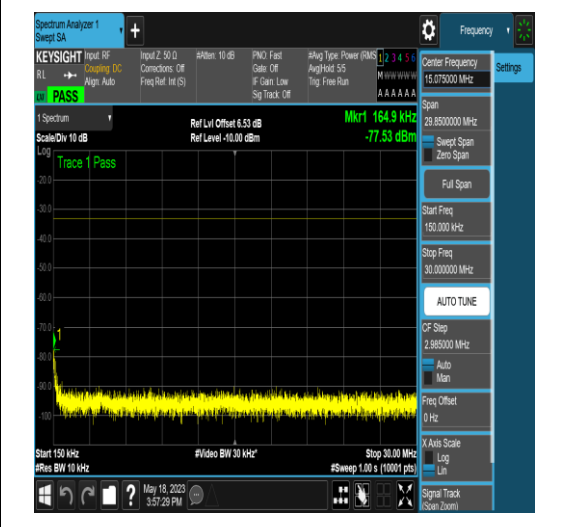 Spectrum Analyzer 1
Swept SA
Frequency
KEYSIGHT
RL
Input: RF
Coupling: DC
Align: Auto
Input Z: 50 Ω
Corrections: Off
Freq Ref: Int (S)
#Atten: 10 dB
PNO: Fast
Gate: Off
IF Gain: Low
Sig Track: Off
#Avg Type: Power (RMS
Avg|Hold: 5/5
Trig: Free Run
1 2 3 4 5 6
M w w w w w
A A A A A A
PASS
1 Spectrum
Scale/Div 10 dB
Ref Lvl Offset 6.53 dB
Ref Level -10.00 dBm
Mkr1 164.9 kHz
-77.53 dBm
Log
Trace 1 Pass
-20.0
-30.0
-40.0
-50.0
-60.0
-70.0
1
-80.0
-90.0
-100
Start 150 kHz
#Res BW 10 kHz
#Video BW 30 kHz*
Stop 30.00 MHz
#Sweep 1.00 s (10001 pts)
May 18, 2023
3:57:29 PM
Settings
Center Frequency
15.075000 MHz
Span
29.8500000 MHz
Swept Span
Zero Span
Full Span
Start Freq
150.000 kHz
Stop Freq
30.000000 MHz
AUTO TUNE
CF Step
2.985000 MHz
Auto
Man
Freq Offset
0 Hz
X Axis Scale
Log
Lin
Signal Track
(Span Zoom)